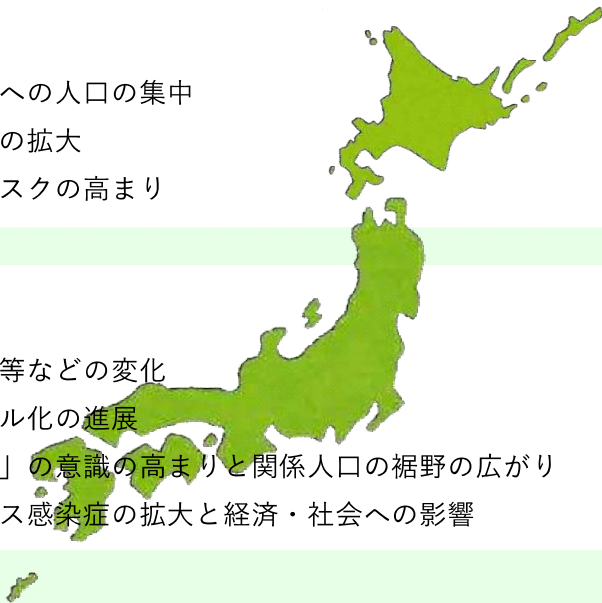 への人口の集中
の拡大
スクの高まり
等などの変化
ル化の進展
」の意識の高まりと関係人口の裾野の広がり
ス感染症の拡大と経済・社会への影響